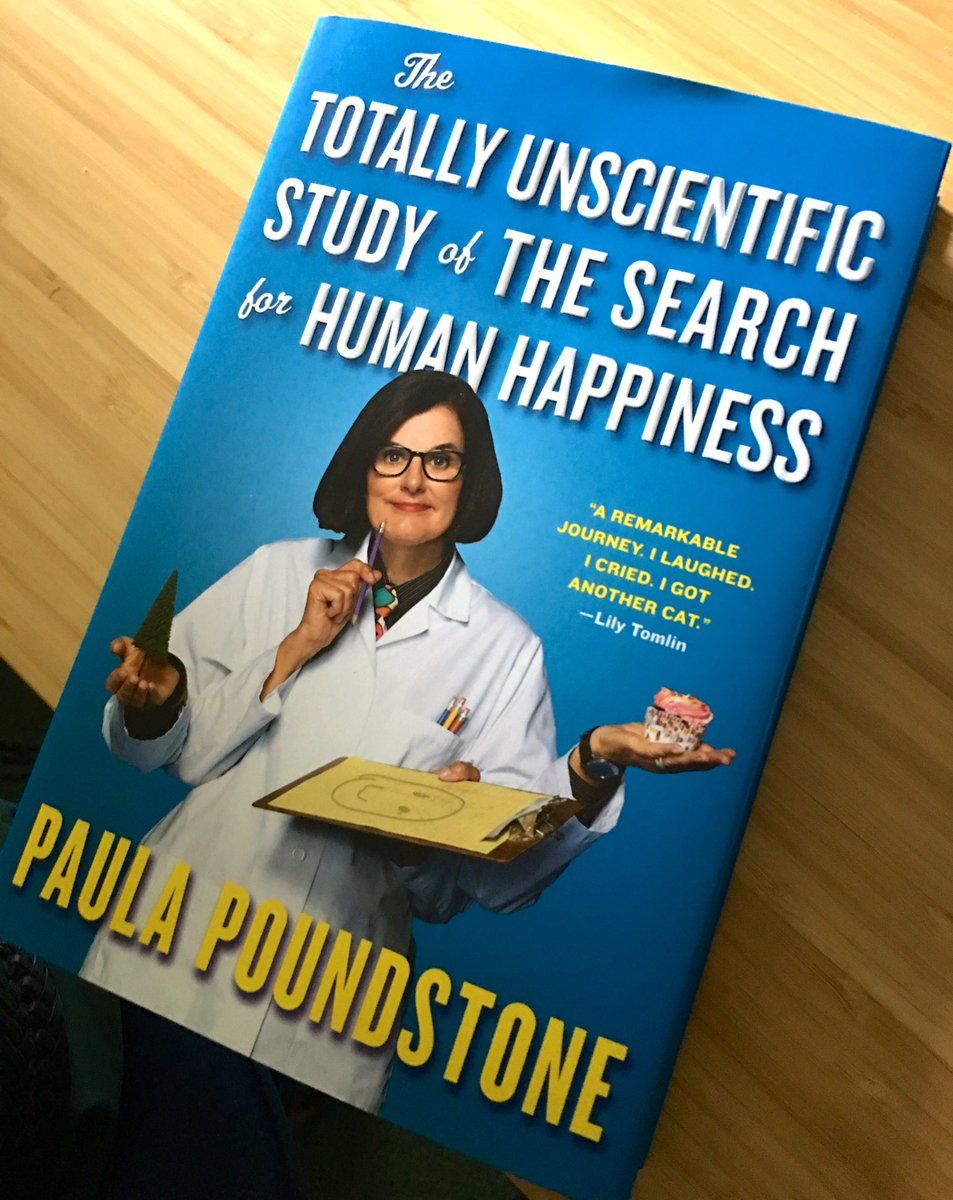 The
TOTALLY UNSCIENTIFIC
STUDY of THE SEARCH
for HUMAN HAPPINESS
"A REMARKABLE
JOURNEY. I LAUGHED.
I CRIED. I GOT
ANOTHER CAT."
—Lily Tomlin
PAULA POUNDSTONE